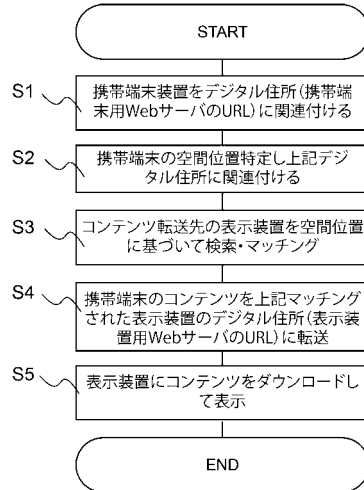 START
S1
携帯端末装置をデジタル住所(携帯端
末用WebサーバのURL)に関連付ける
S2
携帯端末の空間位置特定し上記デジ
タル住所に関連付ける
S3
コンテンツ転送先の表示装置を空間位置
に基づいて検索・マッチング
S4
携帯端末のコンテンツを上記マッチング
された表示装置のデジタル住所(表示装
置用WebサーバのURL)に転送
S5
表示装置にコンテンツをダウンロードし
て表示
END